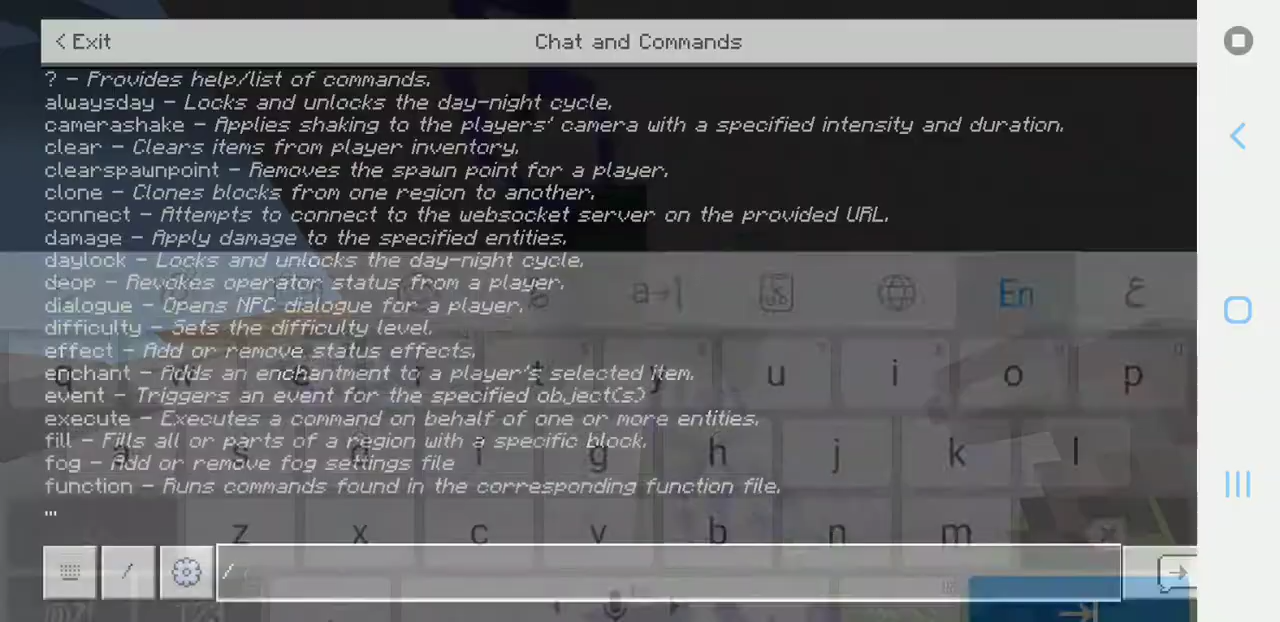 < Exit
Chat and Commands
? - Provides help/list of commands.
alwaysday - Locks and unlocks the day-night cycle.
camerashake - Applies shaking to the players' camera with a specified intensity and duration.
clear - Clears items from player inventory.
clearspawnpoint - Removes the spawn point for a player.
clone - Clones blocks from one region to another.
connect - Attempts to connect to the websocket server on the provided URL.
damage - Apply damage to the specified entities.
daylock - Locks and unlocks the day-night cycle.
deop - Revokes operator status from a player.
dialogue - Opens NPC dialogue for a player.
difficulty - Sets the difficulty level.
effect - Add or remove status effects.
enchant - Adds an enchantment to a player's selected item.
event - Triggers an event for the specified object(s)
execute - Executes a command on behalf of one or more entities.
fill - Fills all or parts of a region with a specific block.
fog - Add or remove fog settings file
function - Runs commands found in the corresponding function file.
...
/
/
En ع
q w e r t y u i o p
a s d f g h j k l
z x c v b n m